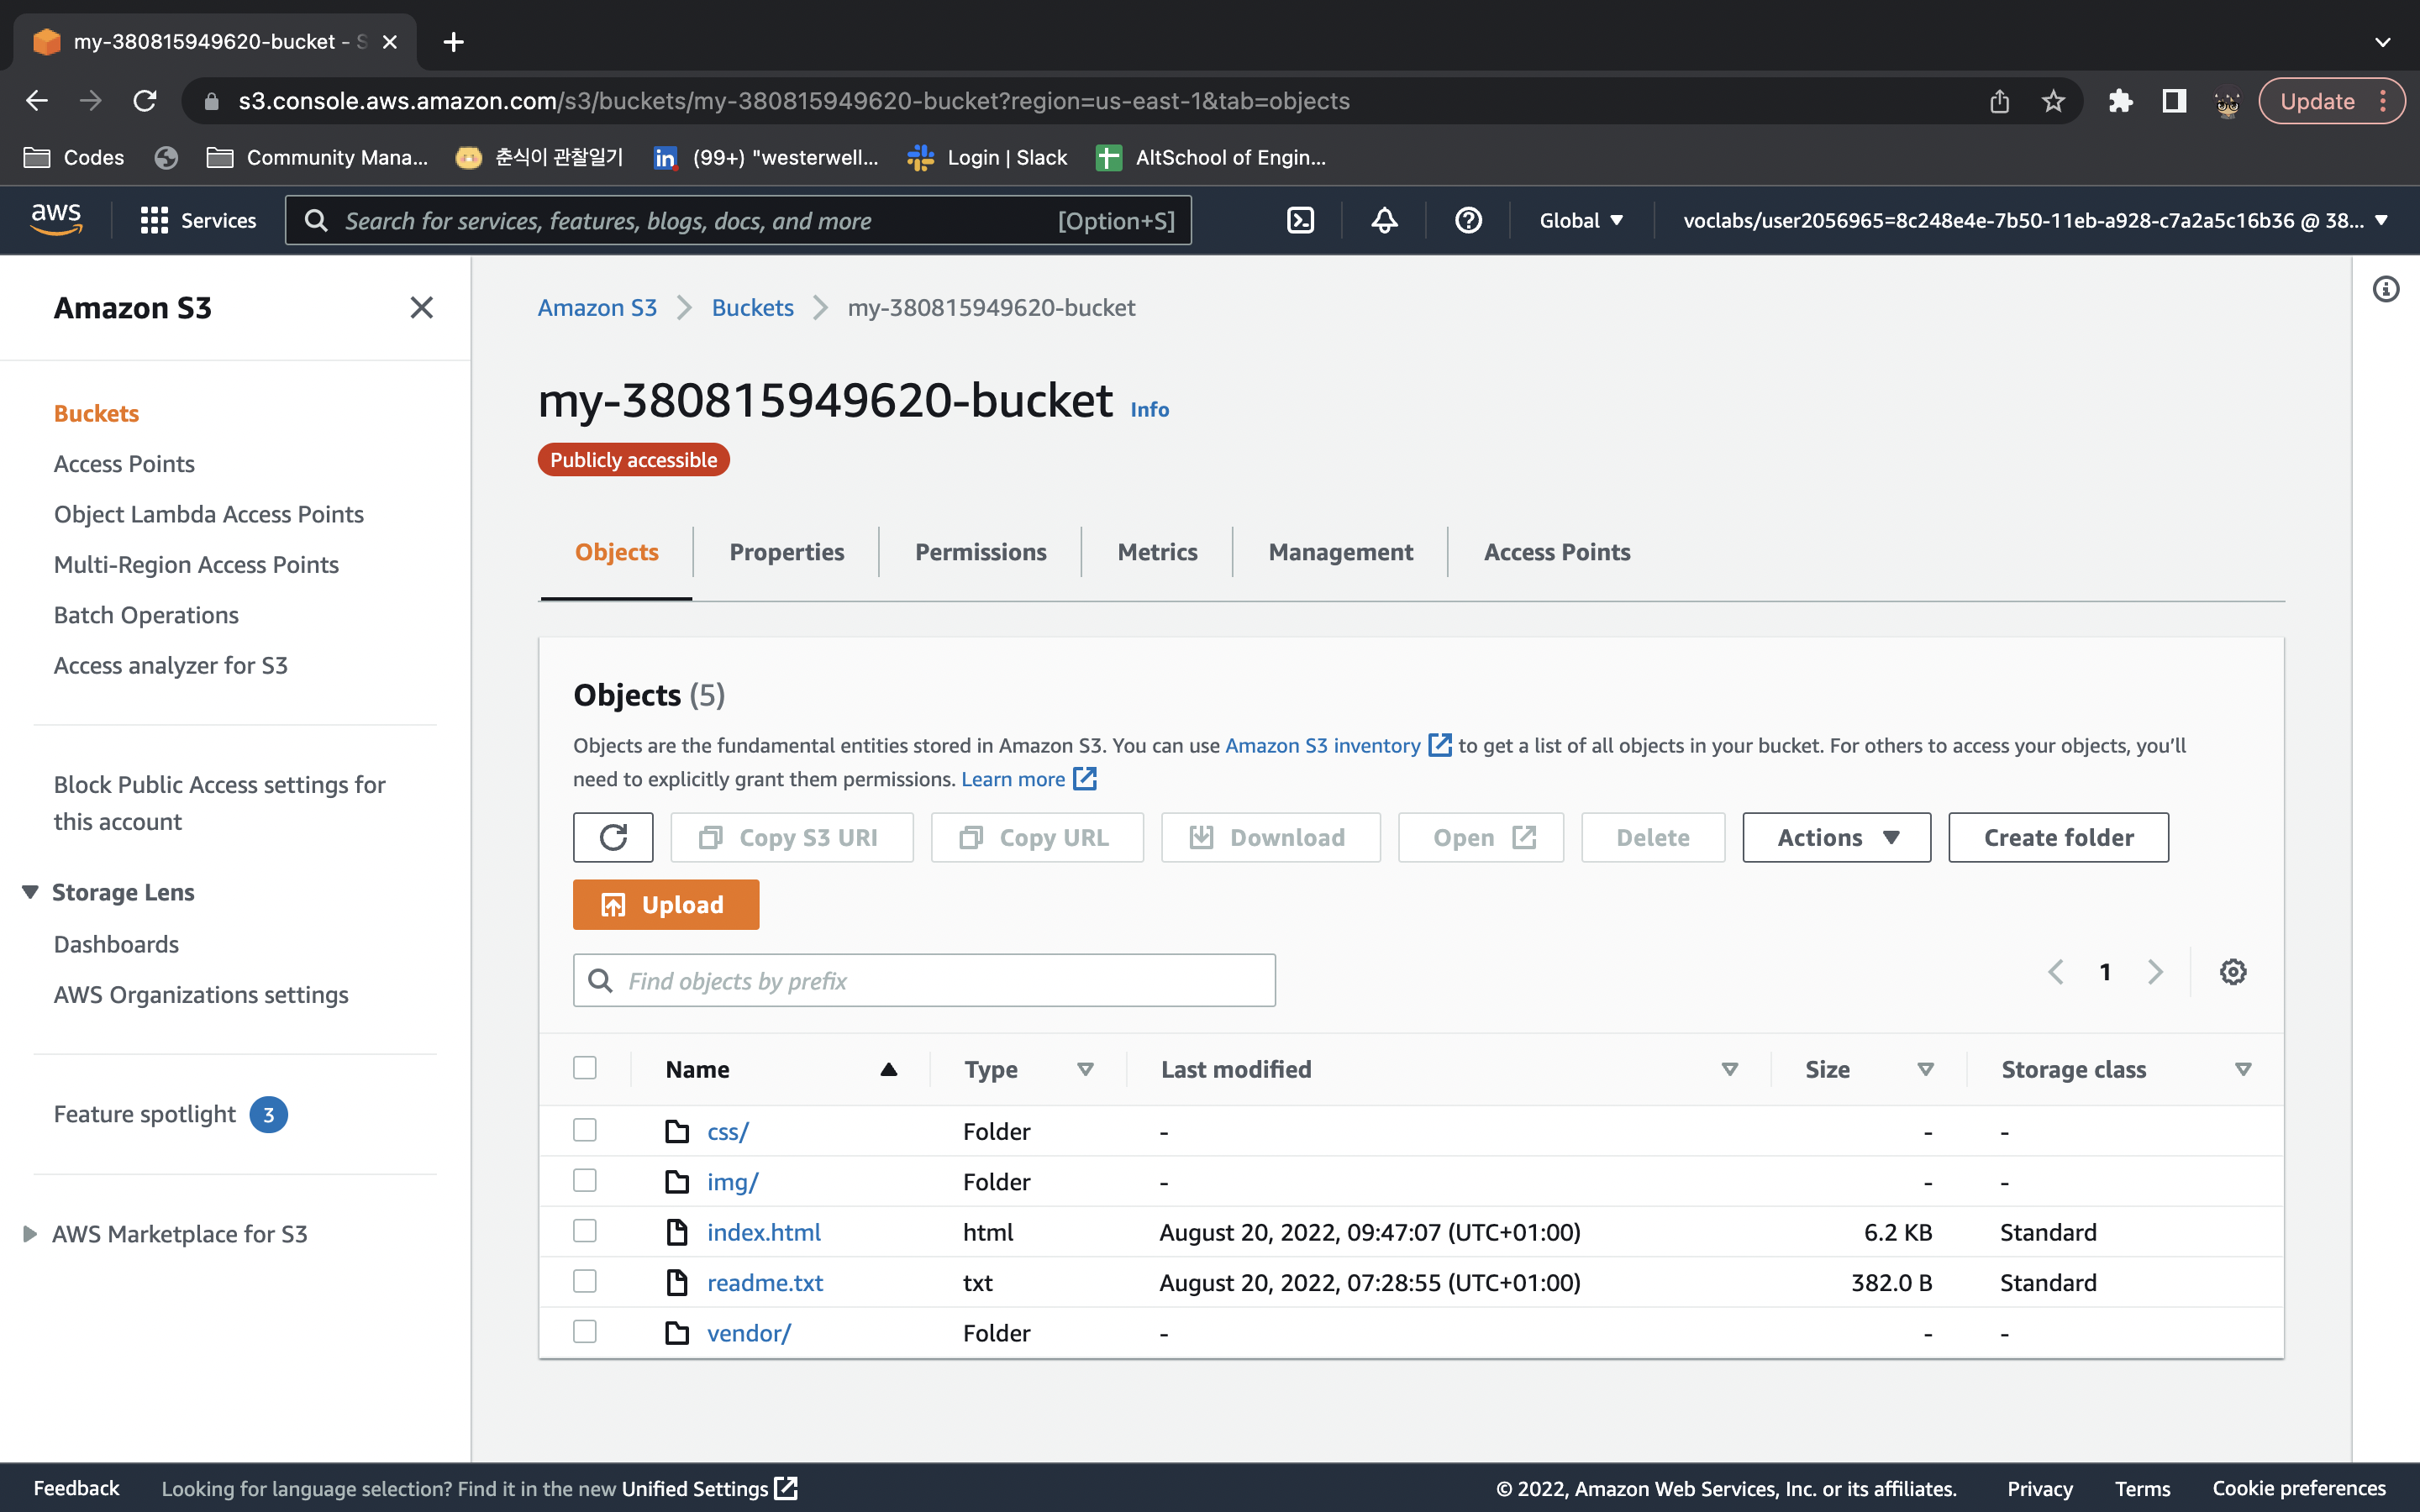 my-380815949620-bucket - S
s3.console.aws.amazon.com/s3/buckets/my-380815949620-bucket?region=us-east-1&tab=objects
Update
Codes
Community Mana...
춘식이 관찰일기
in (99+) "westerwell...
Login | Slack
AltSchool of Engin...
aws
Services
Search for services, features, blogs, docs, and more [Option+S]
Global
voclabs/user2056965=8c248e4e-7b50-11eb-a928-c7a2a5c16b36 @ 38...
Amazon S3
Buckets
Access Points
Object Lambda Access Points
Multi-Region Access Points
Batch Operations
Access analyzer for S3
Block Public Access settings for
this account
Storage Lens
Dashboards
AWS Organizations settings
Feature spotlight 3
AWS Marketplace for S3
Amazon S3 Buckets my-380815949620-bucket
my-380815949620-bucket Info
Publicly accessible
Objects Properties Permissions Metrics Management Access Points
Objects (5)
Objects are the fundamental entities stored in Amazon S3. You can use Amazon S3 inventory to get a list of all objects in your bucket. For others to access your objects, you'll
need to explicitly grant them permissions. Learn more
Copy S3 URI Copy URL Download Open Delete Actions Create folder
Upload
Find objects by prefix
1
Name Type Last modified Size Storage class
css/ Folder - - -
img/ Folder - - -
index.html html August 20, 2022, 09:47:07 (UTC+01:00) 6.2 KB Standard
readme.txt txt August 20, 2022, 07:28:55 (UTC+01:00) 382.0 B Standard
vendor/ Folder - - -
Feedback Looking for language selection? Find it in the new Unified Settings © 2022, Amazon Web Services, Inc. or its affiliates. Privacy Terms Cookie preferences